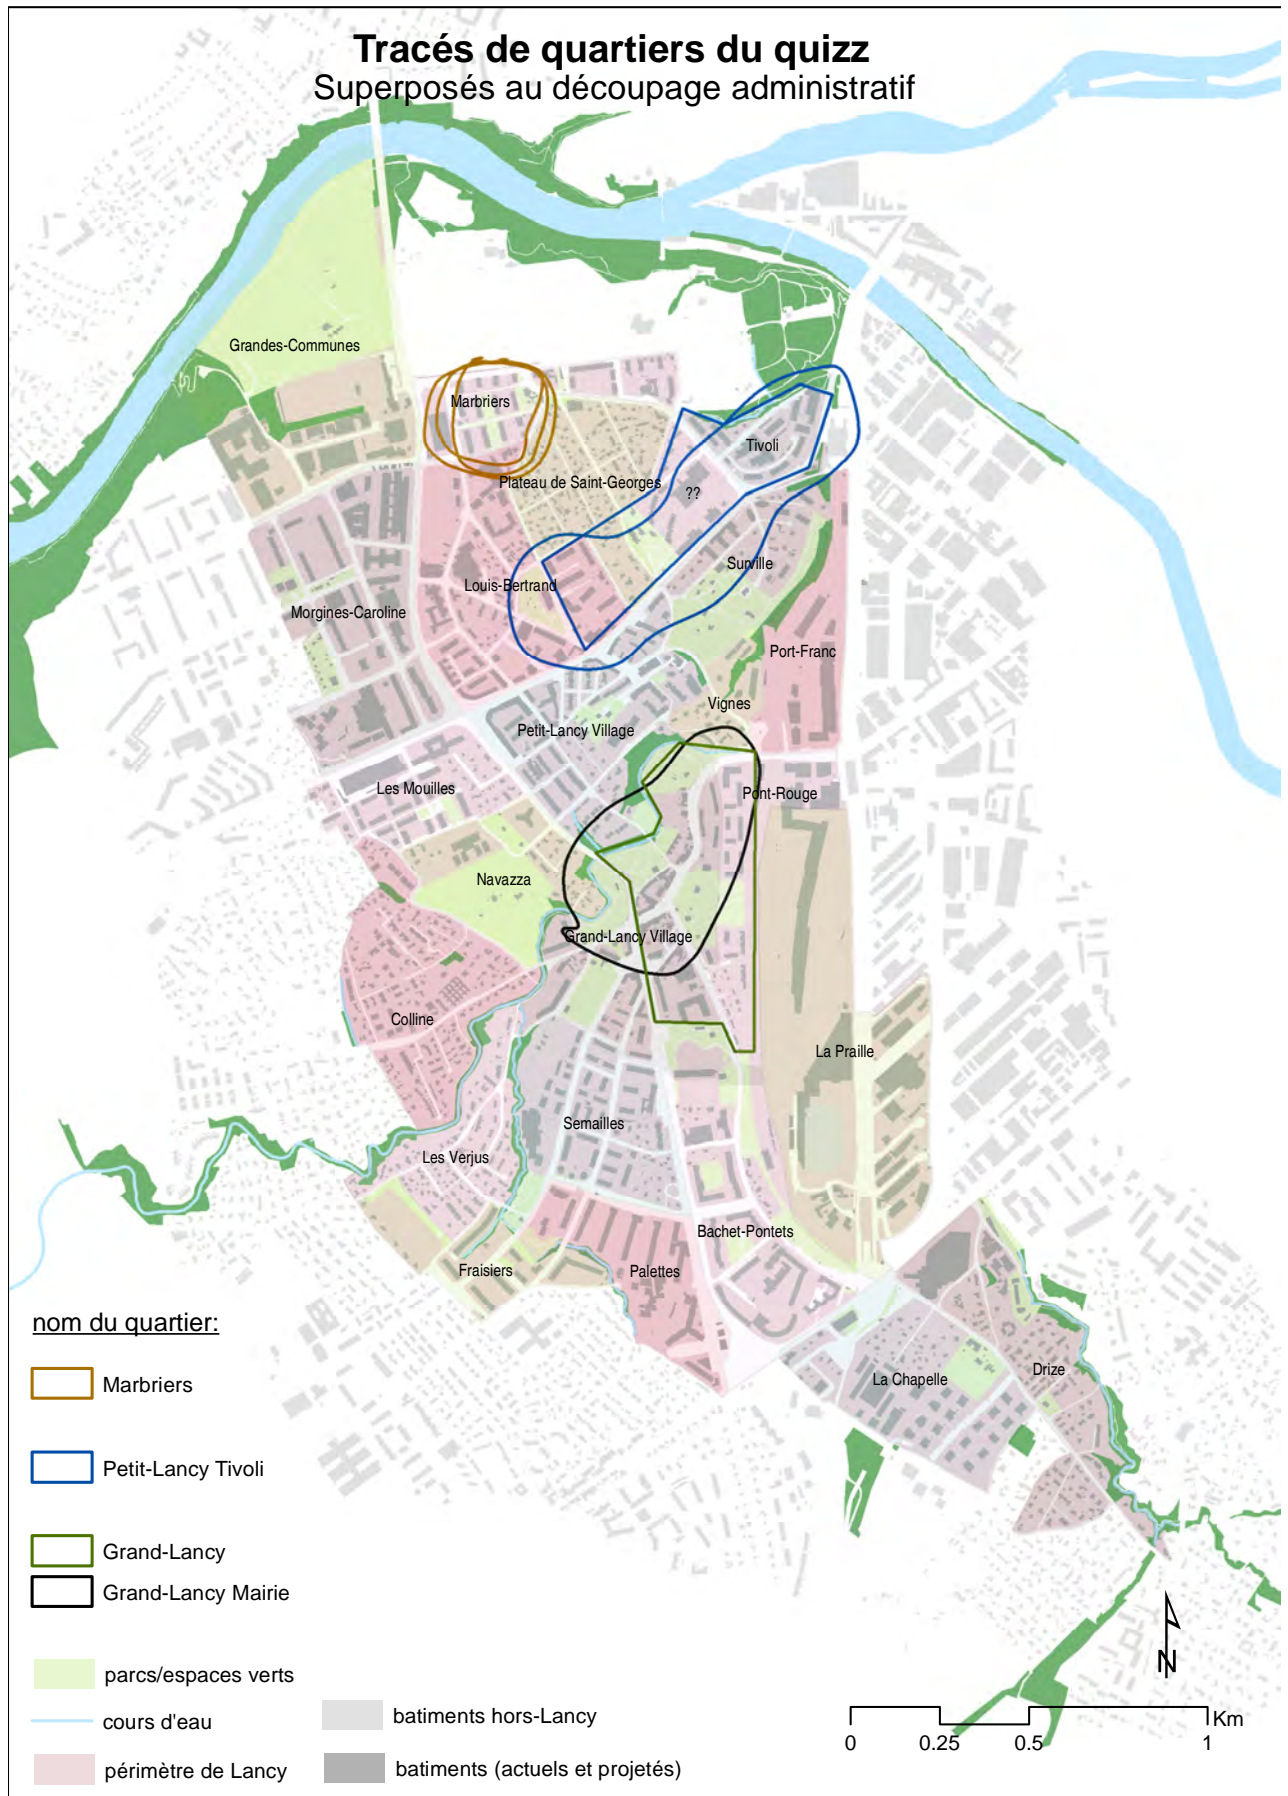 Tracés de quartiers du quizz
Superposés au découpage administratif
Grandes-Communes
Marbriers
Tivoli
Plateau de Saint-Georges
??
Surville
Louis-Bertrand
Morgines-Caroline
Port-Franc
Vignes
Petit-Lancy Village
Les Mouilles
Pont-Rouge
Navazza
Grand-Lancy Village
Colline
La Praille
Semailles
Les Verjus
Bachet-Pontets
Fraisiers
Palettes
La Chapelle
Drize
nom du quartier:
Marbriers
Petit-Lancy Tivoli
Grand-Lancy
Grand-Lancy Mairie
parcs/espaces verts
cours d'eau
périmètre de Lancy
batiments hors-Lancy
batiments (actuels et projetés)
N
Km
0 0.25 0.5 1